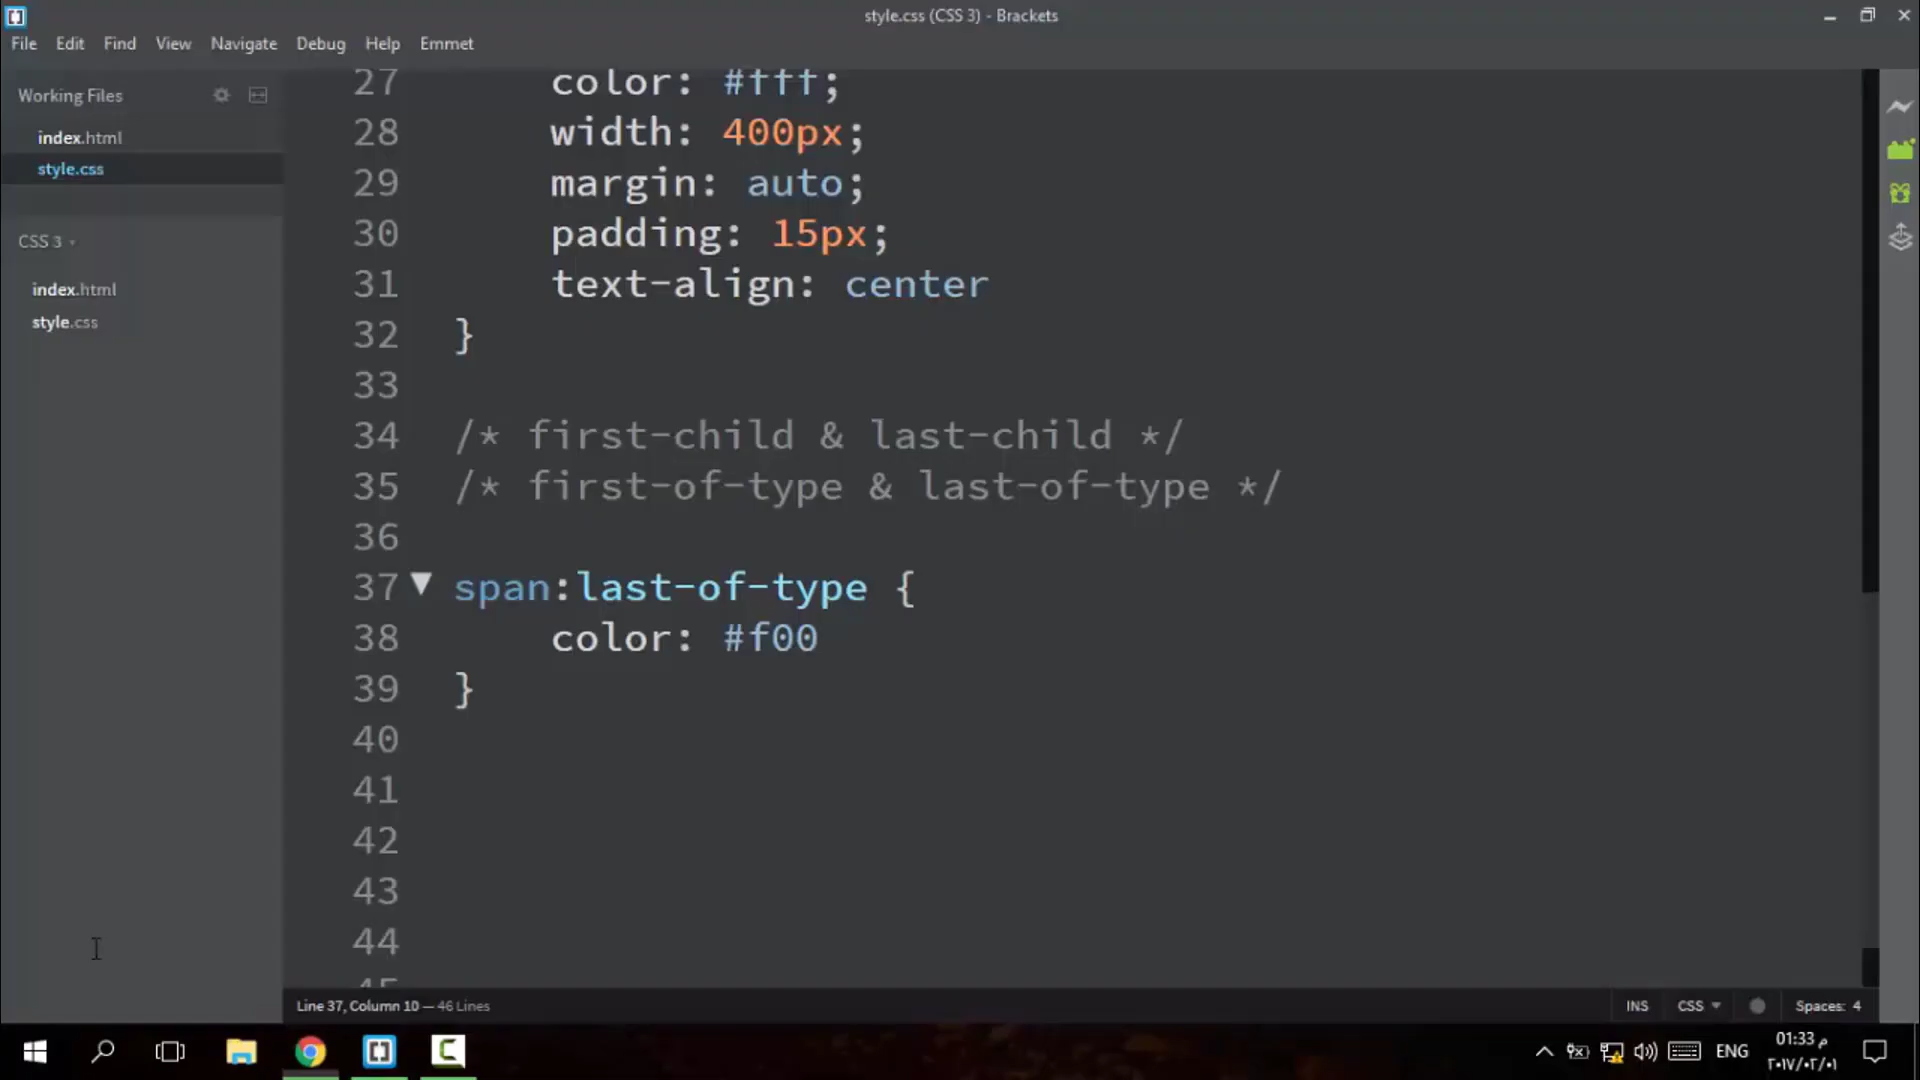 style.css (CSS 3) - Brackets
File Edit Find View Navigate Debug Help Emmet
Working Files
index.html
style.css
CSS 3
index.html
style.css
27 color: #fff;
28 width: 400px;
29 margin: auto;
30 padding: 15px;
31 text-align: center
32 }
33
34 /* first-child & last-child */
35 /* first-of-type & last-of-type */
36
37 span:last-of-type {
38 color: #f00
39 }
40
41
42
43
44
45
Line 37, Column 10 — 46 Lines
INS CSS Spaces: 4
ENG
01:33 م
٢٠١٧/٠٢/٠١